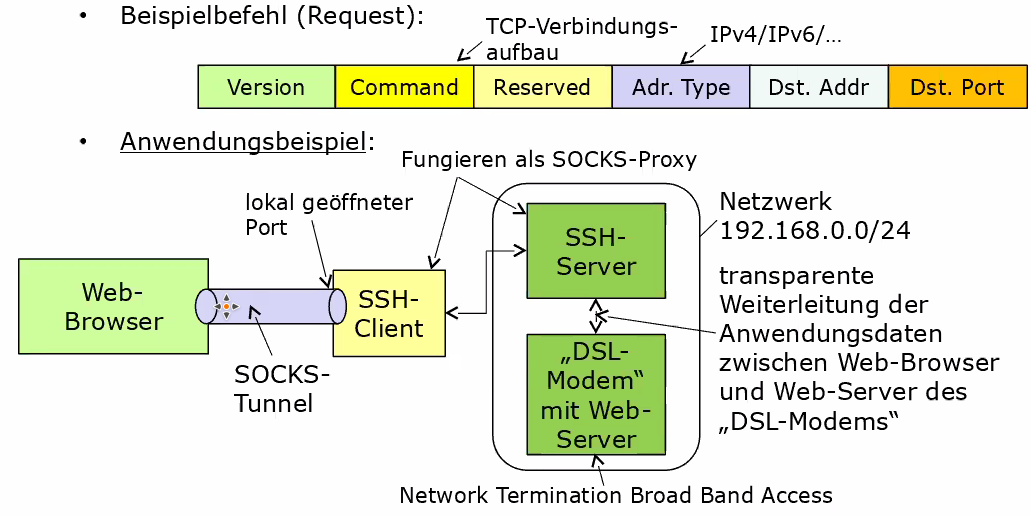 • Beispielbefehl (Request):
TCP-Verbindungs-
aufbau
IPv4/IPv6/...
Version Command Reserved Adr. Type Dst. Addr Dst. Port
• Anwendungsbeispiel:
Fungieren als SOCKS-Proxy
lokal geöffneter
Port
Netzwerk
192.168.0.0/24
SSH-
Server
Web-
Browser
SSH-
Client
SOCKS-
Tunnel
transparente
Weiterleitung der
Anwendungsdaten
zwischen Web-Browser
und Web-Server des
„DSL-Modems“
„DSL-
Modem“
mit Web-
Server
Network Termination Broad Band Access